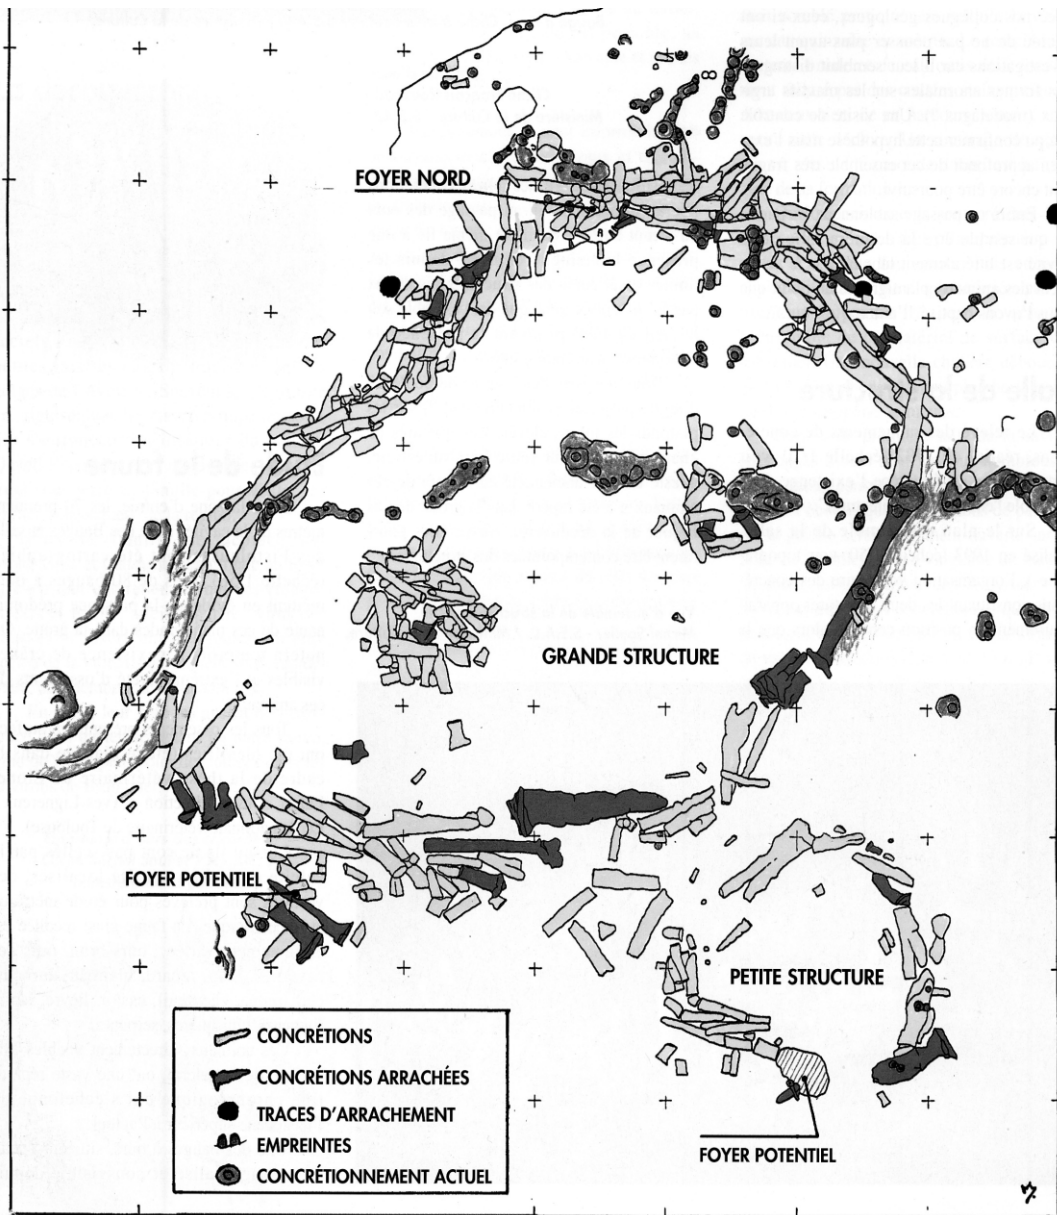 FOYER NORD
GRANDE STRUCTURE
FOYER POTENTIEL
PETITE STRUCTURE
CONCRÉTIONS
CONCRÉTIONS ARRACHÉES
TRACES D'ARRACHEMENT
EMPREINTES
CONCRÉTIONNEMENT ACTUEL
FOYER POTENTIEL